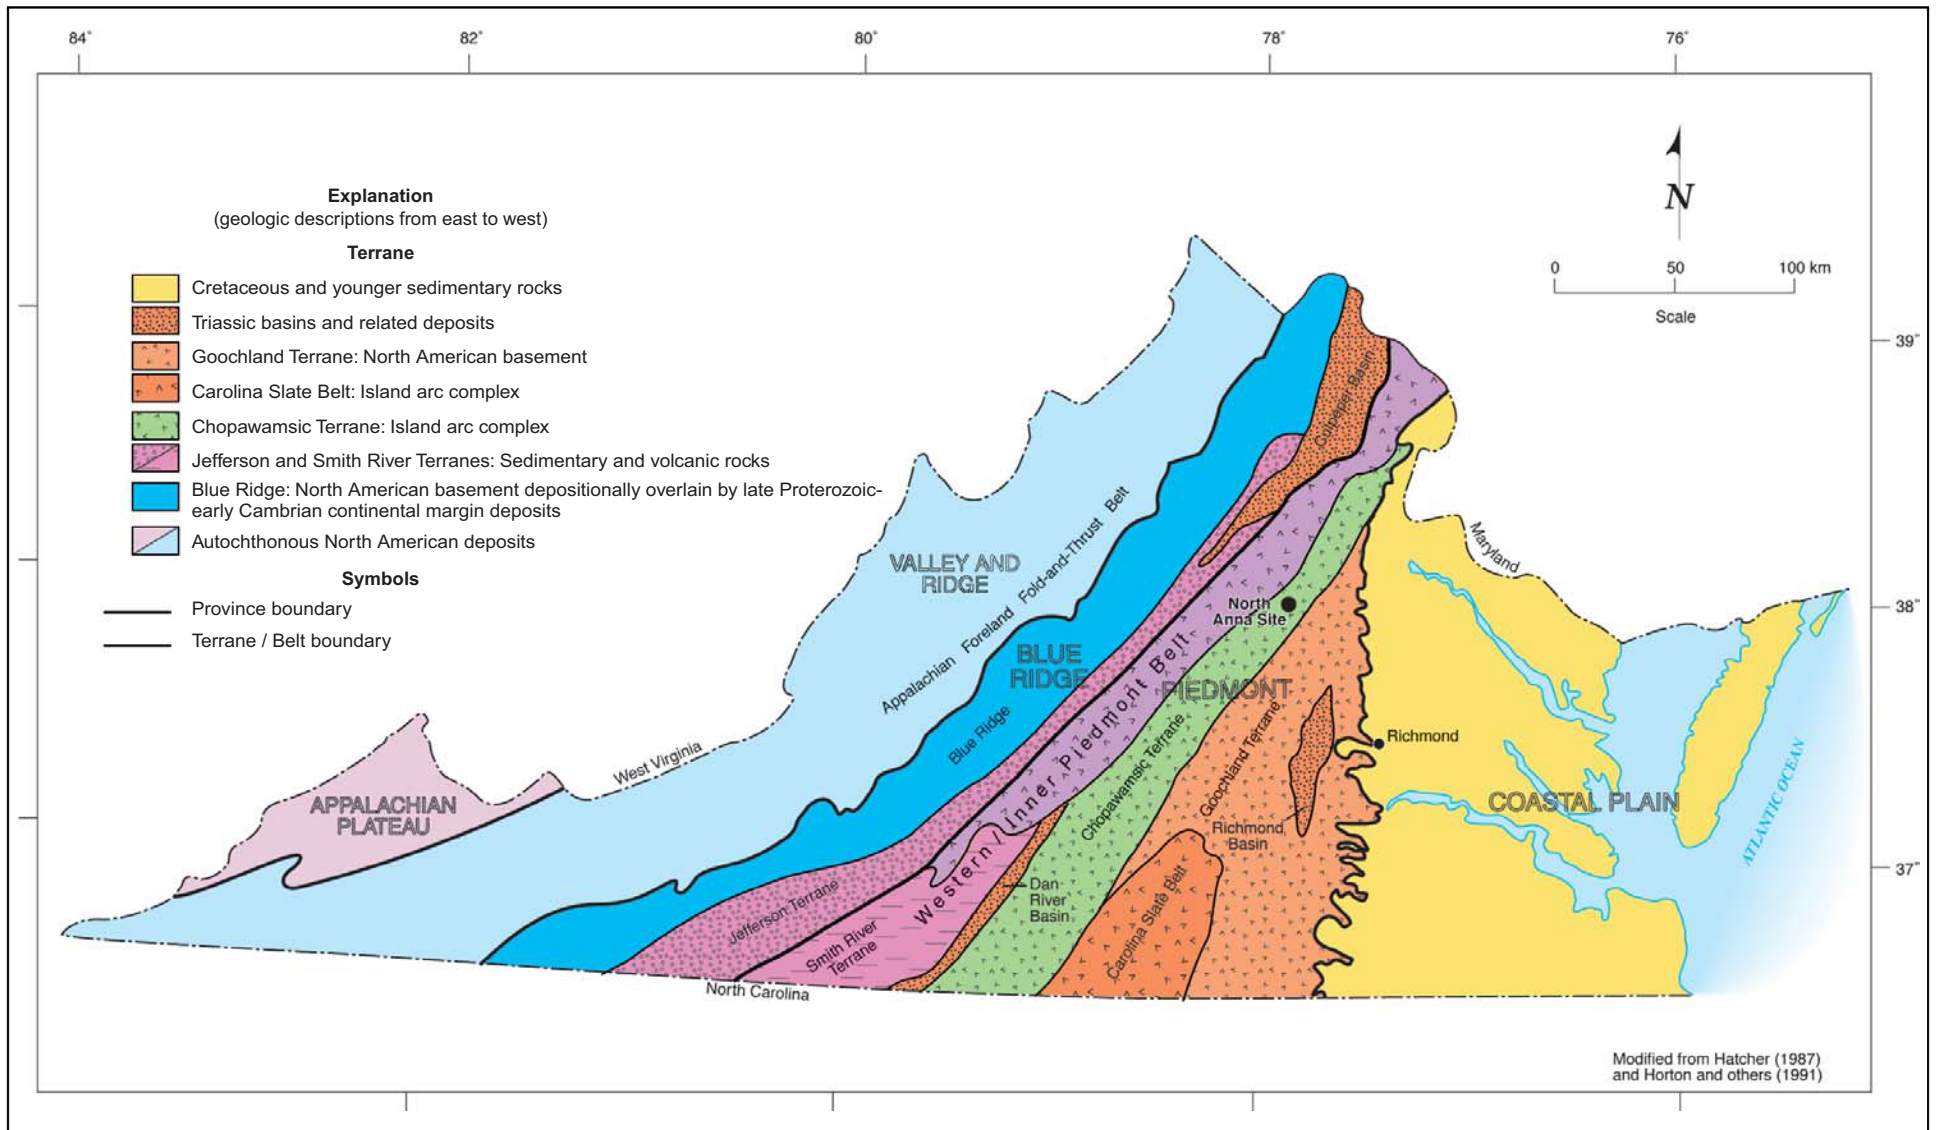 84°
82°
80°
78°
76°
N
0 50 100 km
Scale
Explanation
(geologic descriptions from east to west)
Terrane
Cretaceous and younger sedimentary rocks
Triassic basins and related deposits
Goochland Terrane: North American basement
Carolina Slate Belt: Island arc complex
Chopawamsic Terrane: Island arc complex
Jefferson and Smith River Terranes: Sedimentary and volcanic rocks
Blue Ridge: North American basement depositionally overlain by late Proterozoic-
early Cambrian continental margin deposits
Autochthonous North American deposits
Symbols
Province boundary
Terrane / Belt boundary
39°
38°
37°
Culpeper Basin
Maryland
VALLEY AND
RIDGE
Appalachian Foreland Fold-and-Thrust Belt
North
Anna Site
BLUE
RIDGE
PIEDMONT
Blue Ridge
West Virginia
Western / Inner Piedmont Belt
Chopawamsic Terrane
Goochland Terrane
Richmond
APPALACHIAN
PLATEAU
COASTAL PLAIN
ATLANTIC OCEAN
Richmond
Basin
Dan
River
Basin
Carolina Slate Belt
Jefferson Terrane
Smith River
Terrane
North Carolina
Modified from Hatcher (1987)
and Horton and others (1991)